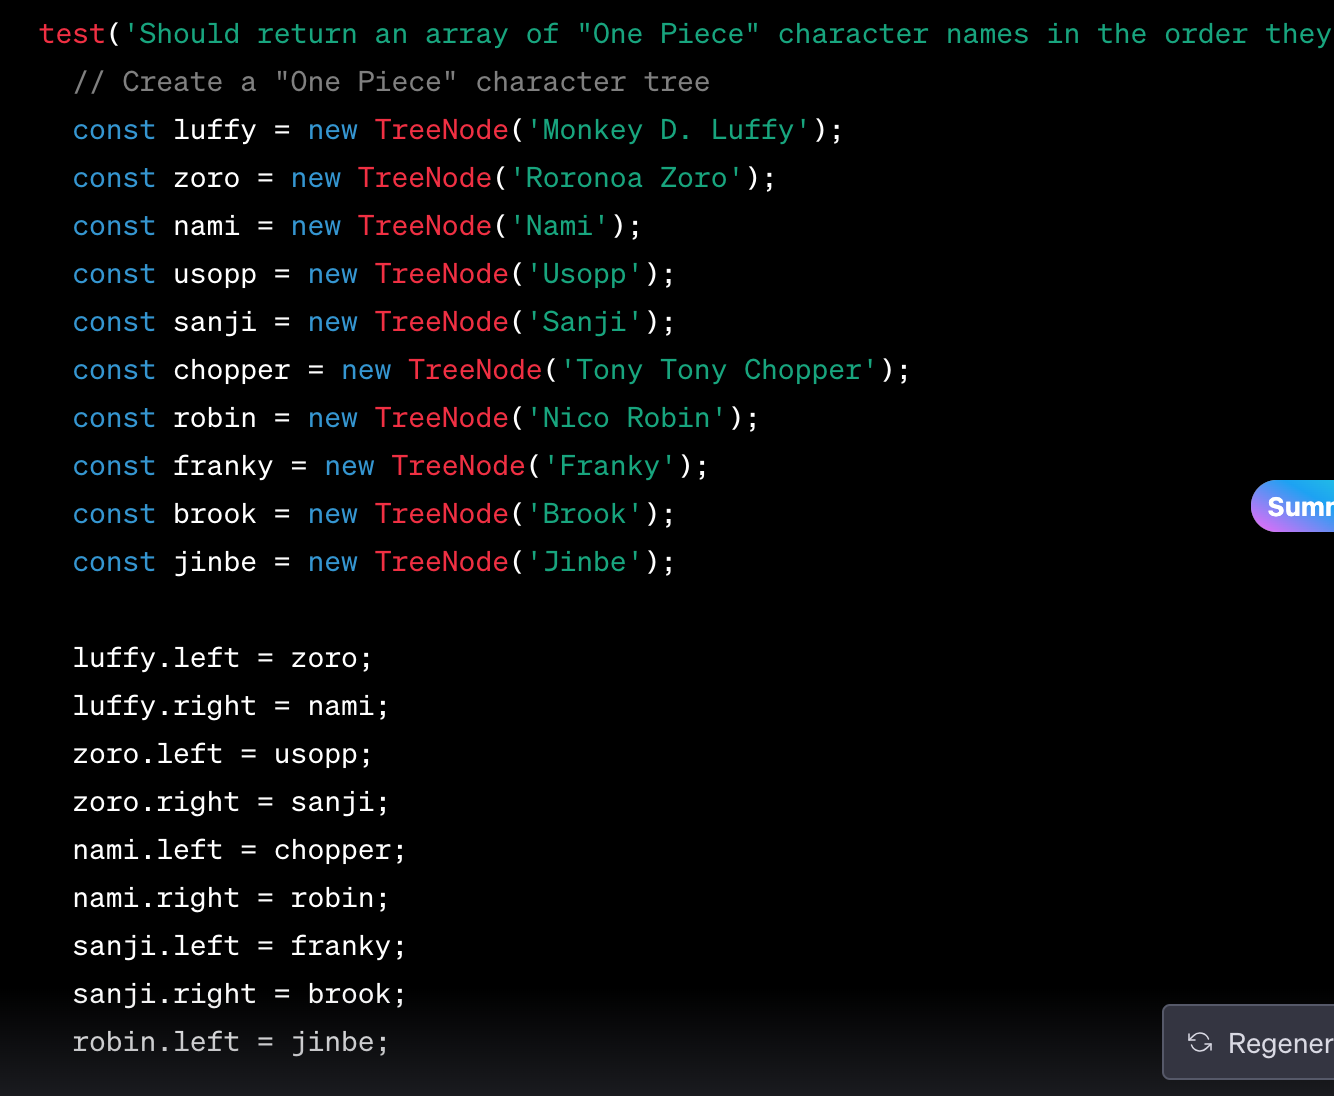 test('Should return an array of "One Piece" character names in the order they
// Create a "One Piece" character tree
const luffy = new TreeNode('Monkey D. Luffy');
const zoro = new TreeNode('Roronoa Zoro');
const nami = new TreeNode('Nami');
const usopp = new TreeNode('Usopp');
const sanji = new TreeNode('Sanji');
const chopper = new TreeNode('Tony Tony Chopper');
const robin = new TreeNode('Nico Robin');
const franky = new TreeNode('Franky');
const brook = new TreeNode('Brook');
const jinbe = new TreeNode('Jinbe');
luffy.left = zoro;
luffy.right = nami;
zoro.left = usopp;
zoro.right = sanji;
nami.left = chopper;
nami.right = robin;
sanji.left = franky;
sanji.right = brook;
robin.left = jinbe;